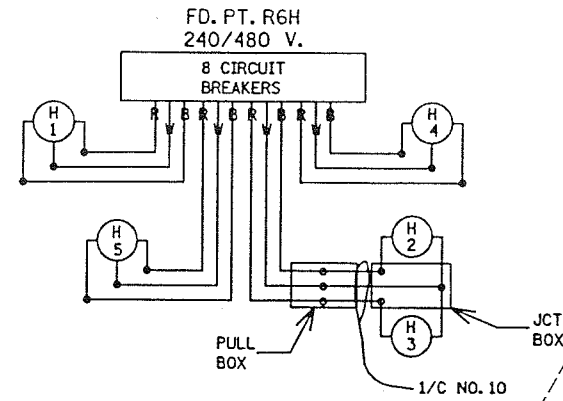 FD. PT. R6H
240/480 V.
8 CIRCUIT
BREAKERS
R W B R W B R W B R W B
H
1
H
4
H
5
H
2
H
3
PULL
BOX
JCT
BOX
1/C NO. 10